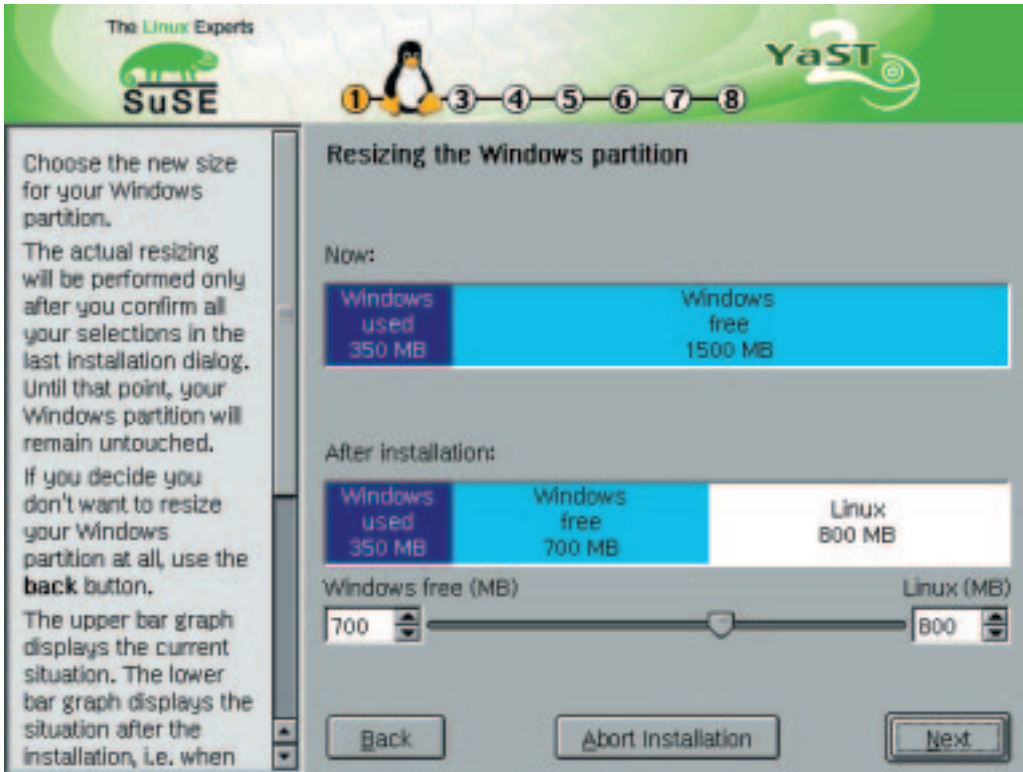 The Linux Experts
SuSE
1 3 4 5 6 7 8
YaST
2
Choose the new size
for your Windows
partition.
The actual resizing
will be performed only
after you confirm all
your selections in the
last installation dialog.
Until that point, your
Windows partition will
remain untouched.
If you decide you
don't want to resize
your Windows
partition at all, use the
back button.
The upper bar graph
displays the current
situation. The lower
bar graph displays the
situation after the
installation, i.e. when
Resizing the Windows partition
Now:
Windows
used
350 MB
Windows
free
1500 MB
After installation:
Windows
used
350 MB
Windows
free
700 MB
Linux
800 MB
Windows free (MB)
Linux (MB)
700
800
Back
Abort Installation
Next